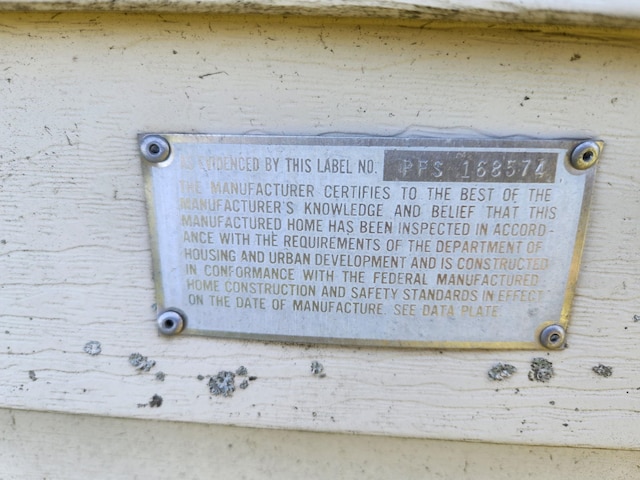 AS EVIDENCED BY THIS LABEL NO. PFS 168574
THE MANUFACTURER CERTIFIES TO THE BEST OF THE
MANUFACTURER'S KNOWLEDGE AND BELIEF THAT THIS
MANUFACTURED HOME HAS BEEN INSPECTED IN ACCORD-
ANCE WITH THE REQUIREMENTS OF THE DEPARTMENT OF
HOUSING AND URBAN DEVELOPMENT AND IS CONSTRUCTED
IN CONFORMANCE WITH THE FEDERAL MANUFACTURED
HOME CONSTRUCTION AND SAFETY STANDARDS IN EFFECT
ON THE DATE OF MANUFACTURE. SEE DATA PLATE